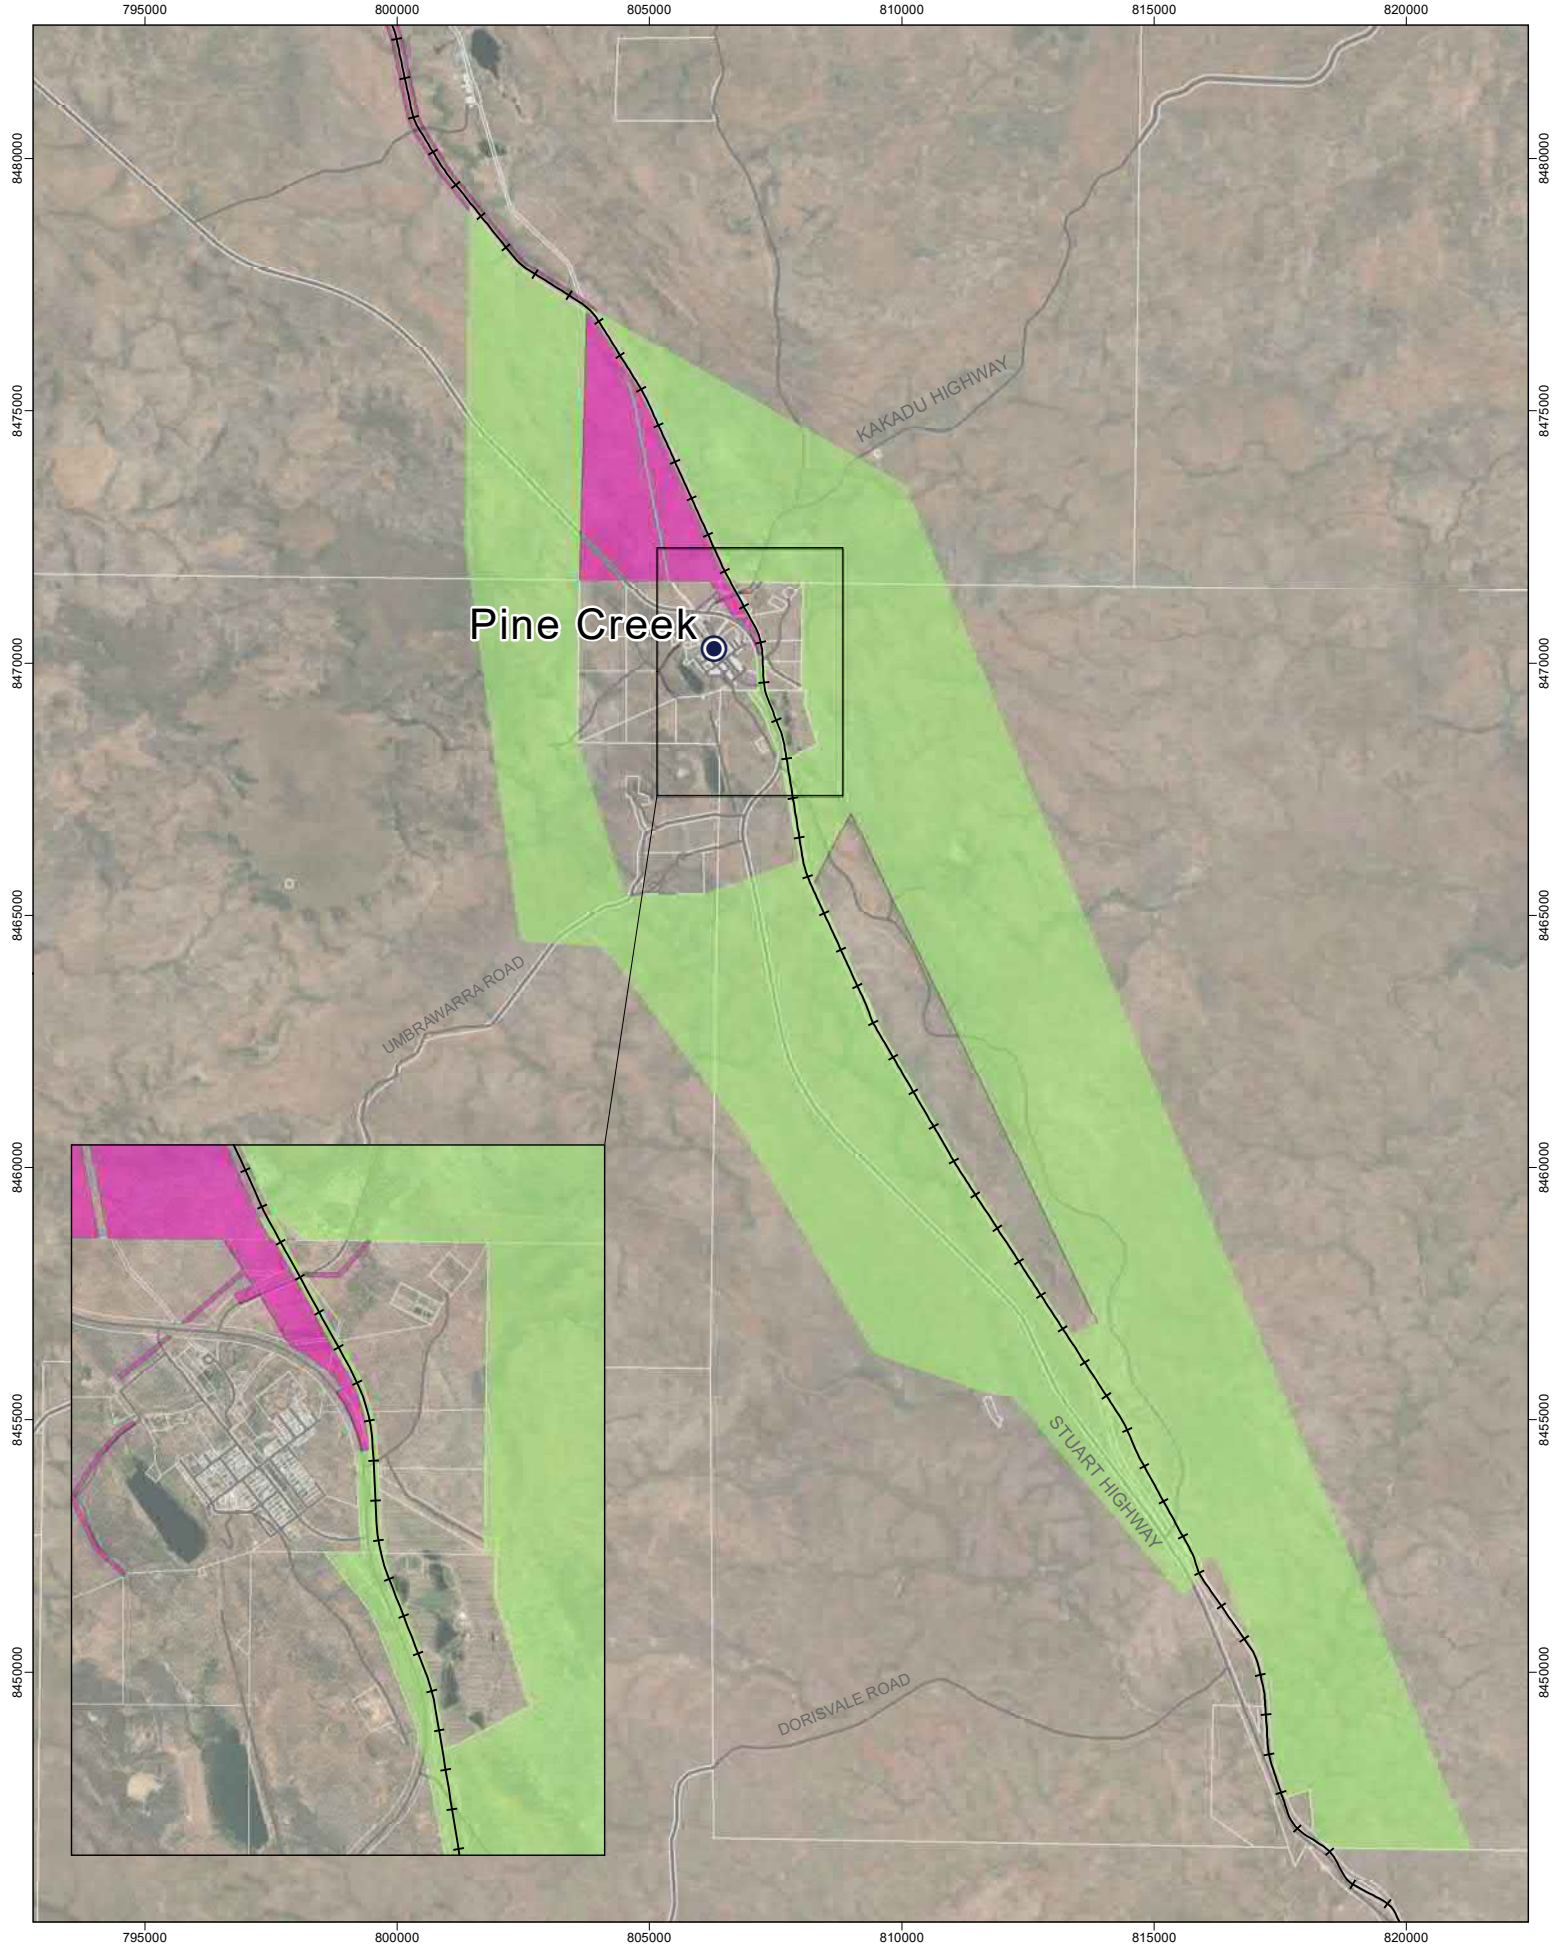 795000 800000 805000 810000 815000 820000
8480000 8480000
8475000 KAKADU HIGHWAY 8475000
Pine Creek
8470000 8470000
8465000 8465000
UMBRAWARRA ROAD
8460000 8460000
8455000 8455000
STUART HIGHWAY
8450000 8450000
DORISVALE ROAD
795000 800000 805000 810000 815000 820000